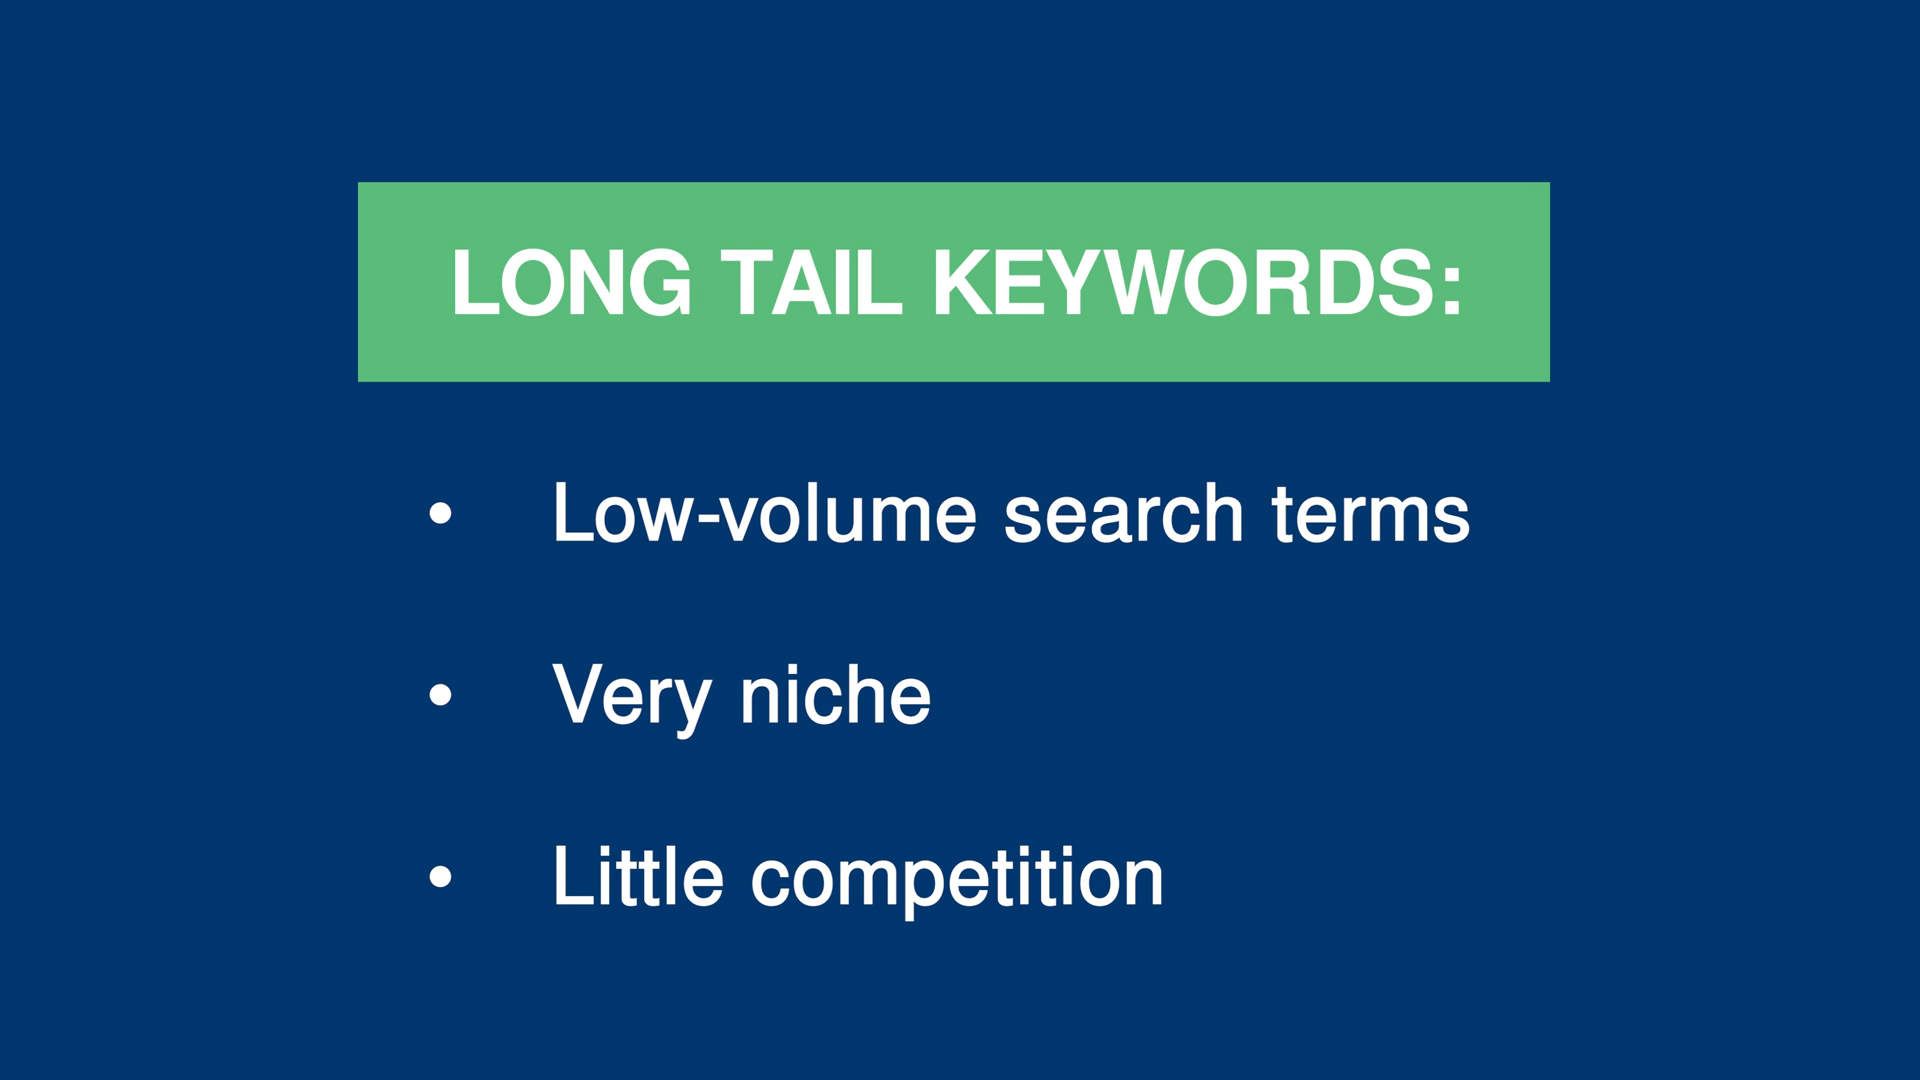 LONG TAIL KEYWORDS:
• Low-volume search terms
• Very niche
• Little competition